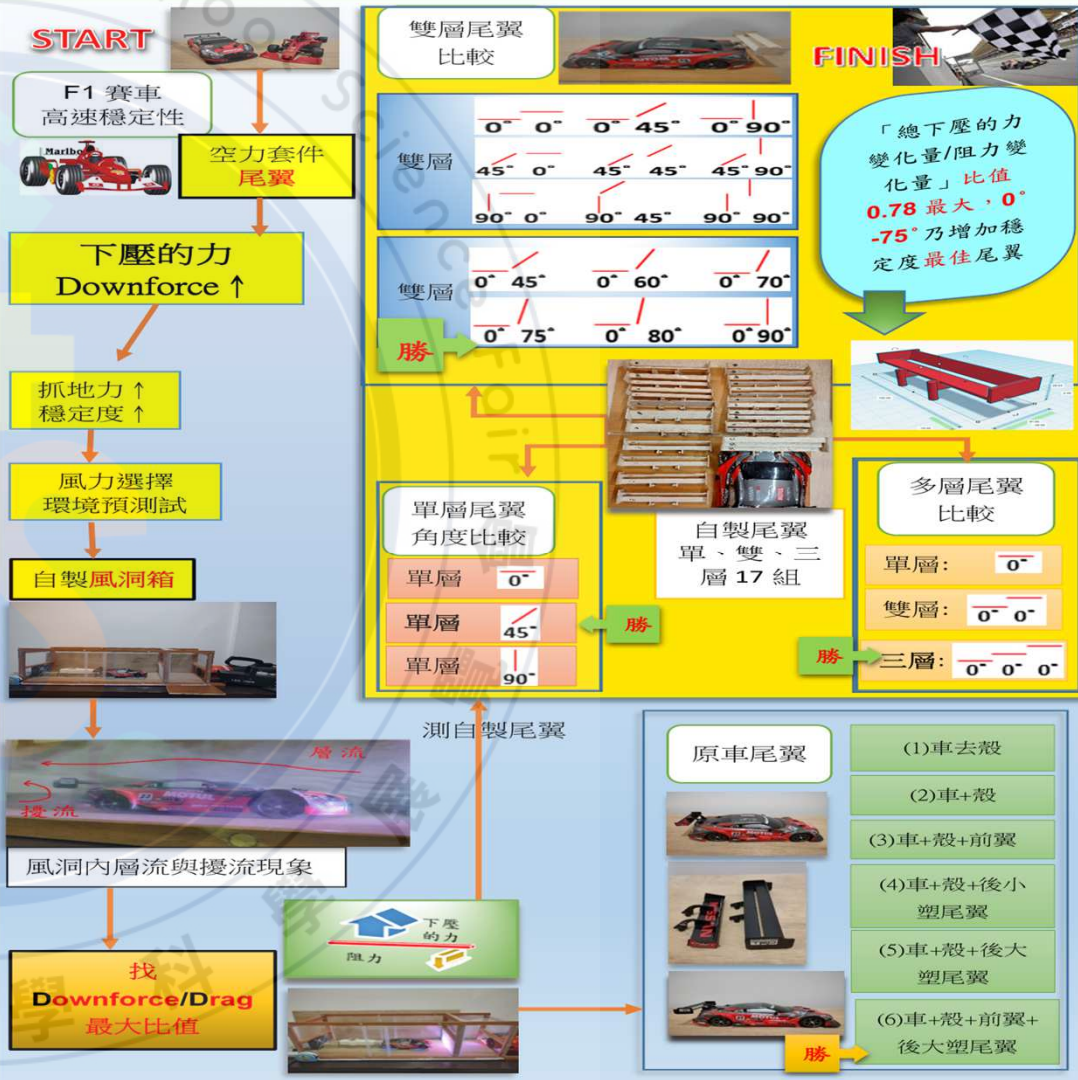 START
F1 賽車
高速穩定性
Marlbo
空力套件
尾翼
下壓的力
Downforce ↑
抓地力 ↑
穩定度 ↑
風力選擇
環境預測試
自製風洞箱
層流
擾流
風洞內層流與擾流現象
找
Downforce/Drag
最大比值
下壓
的力
阻力
測自製尾翼
原車尾翼
(1)車去殼
(2)車+殼
(3)車+殼+前翼
(4)車+殼+後小
塑尾翼
(5)車+殼+後大
塑尾翼
(6)車+殼+前翼+
後大塑尾翼
勝
單層尾翼
角度比較
單層 0°
單層 45°
單層 90°
勝
自製尾翼
單、雙、三
層 17 組
多層尾翼
比較
單層: 0°
雙層: 0° 0°
三層: 0° 0° 0°
勝
雙層尾翼
比較
雙層
0° 0° 0° 45° 0° 90°
45° 0° 45° 45° 45° 90°
90° 0° 90° 45° 90° 90°
雙層
0° 45° 0° 60° 0° 70°
0° 75° 0° 80° 0° 90°
勝
FINISH
「總下壓的力
變化量/阻力變
化量」比值
0.78 最大，0°
-75°乃增加穩
定度最佳尾翼